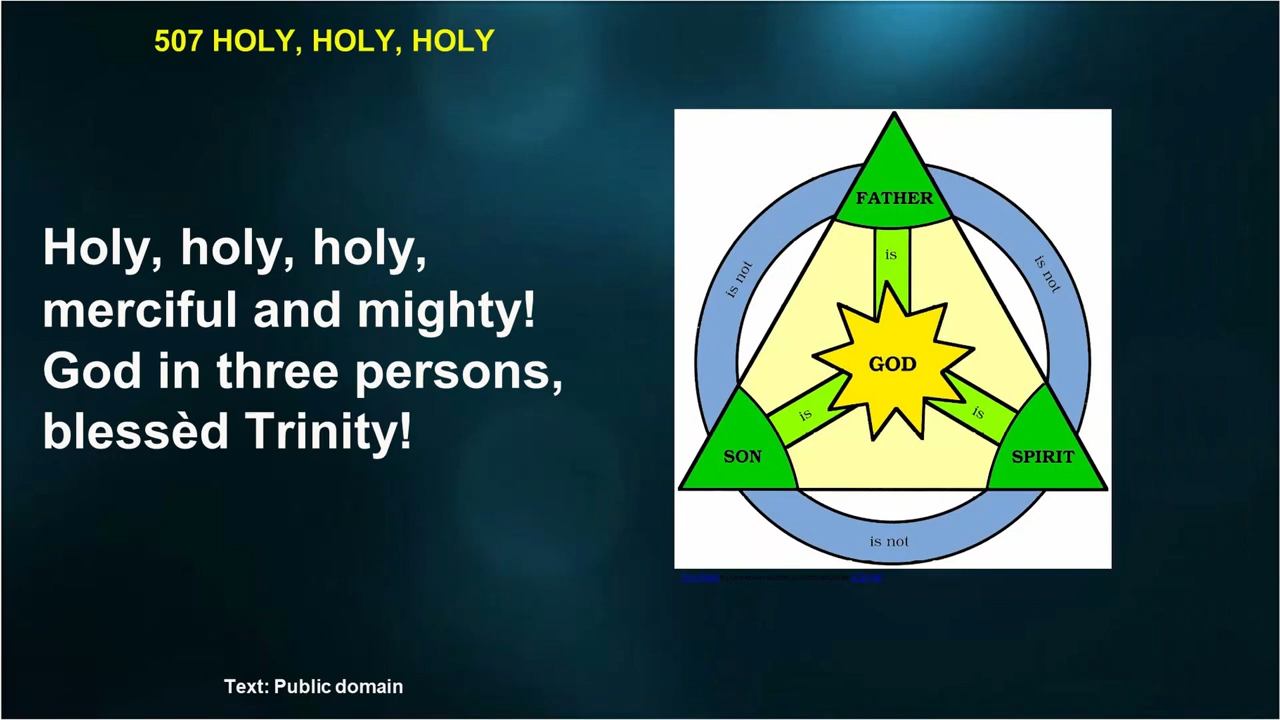 507 HOLY, HOLY, HOLY
Holy, holy, holy,
merciful and mighty!
God in three persons,
blessèd Trinity!
FATHER
is
is not
is not
GOD
is
is
SON
SPIRIT
is not
Text: Public domain